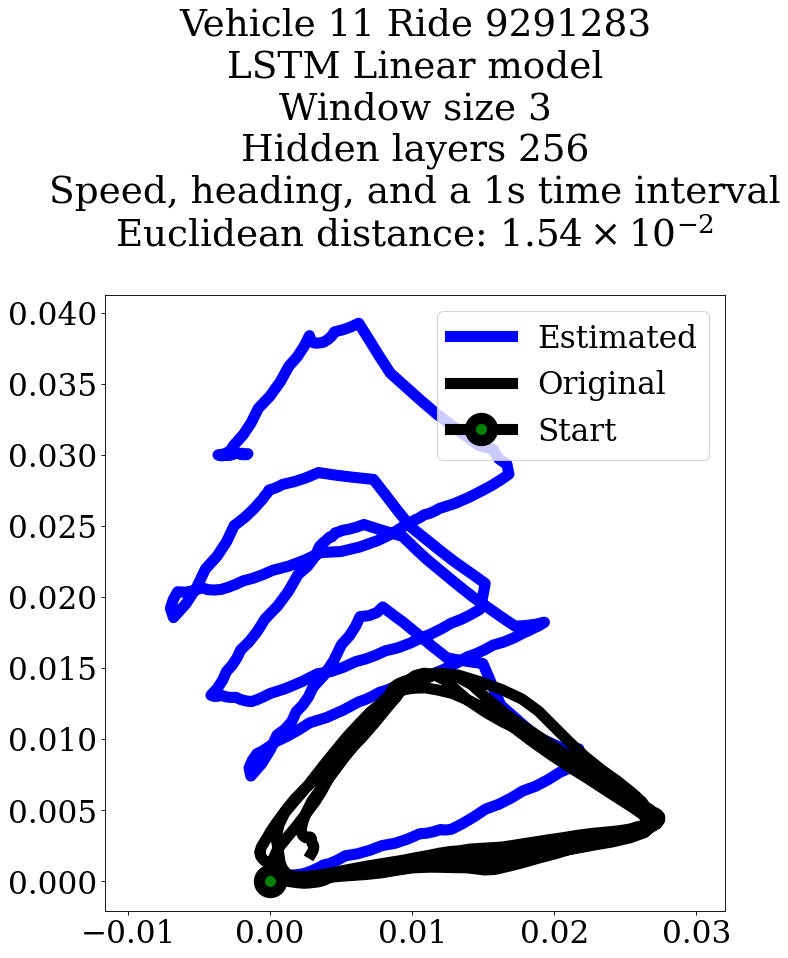 Vehicle 11 Ride 9291283
LSTM Linear model
Window size 3
Hidden layers 256
Speed, heading, and a 1s time interval
Euclidean distance: 1.54 × 10⁻²
Estimated
Original
Start
0.040
0.035
0.030
0.025
0.020
0.015
0.010
0.005
0.000
−0.01 0.00 0.01 0.02 0.03